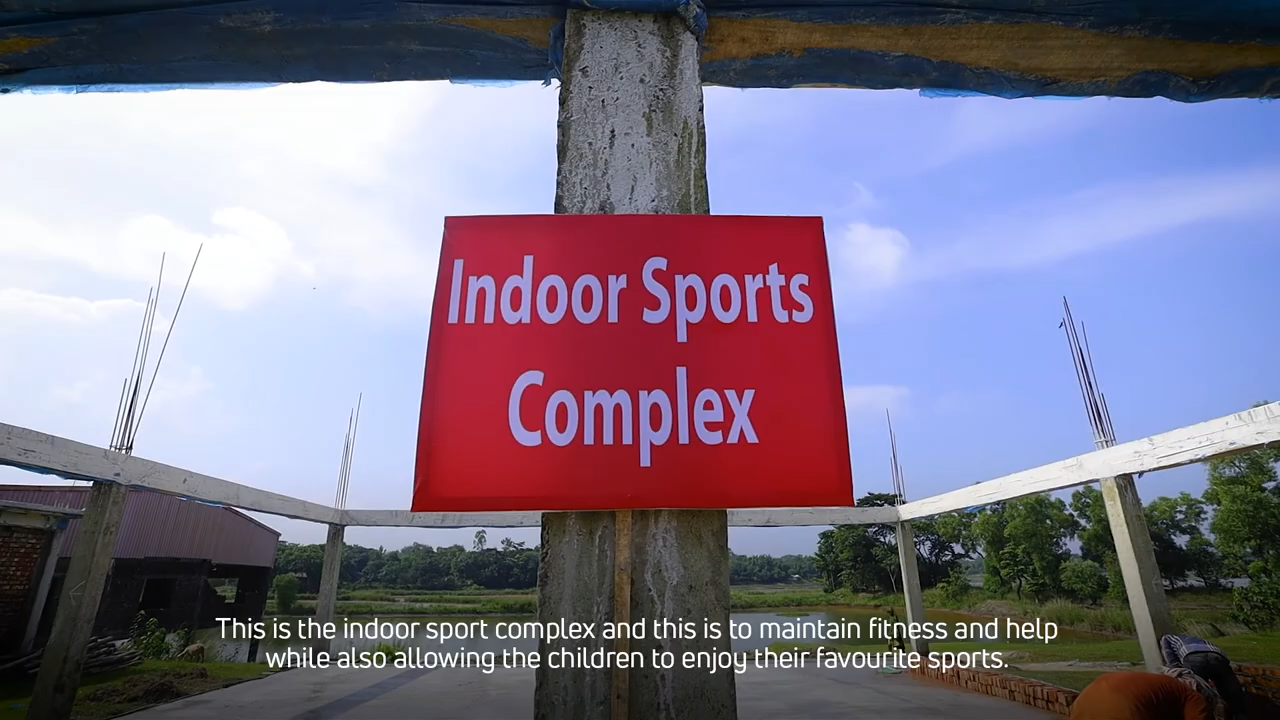 Indoor Sports
Complex
This is the indoor sport complex and this is to maintain fitness and help
while also allowing the children to enjoy their favourite sports.